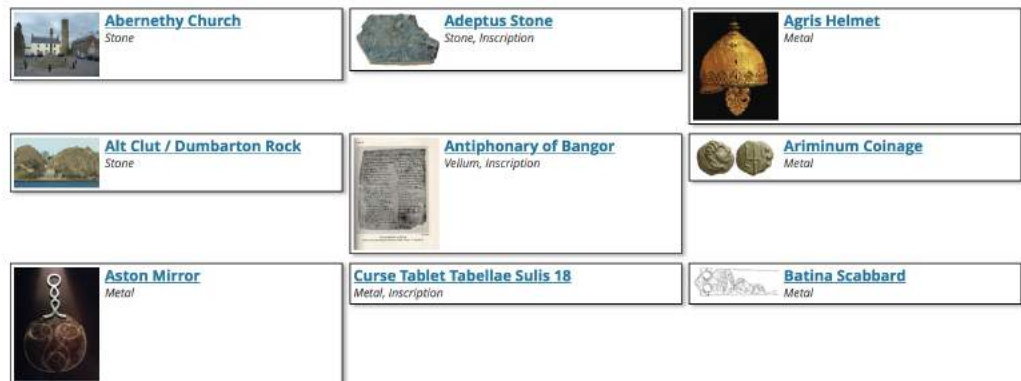 Abernethy Church
Stone
Adeptus Stone
Stone, Inscription
Agris Helmet
Metal
Alt Clut / Dumbarton Rock
Stone
Antiphonary of Bangor
Vellum, Inscription
Ariminum Coinage
Metal
Aston Mirror
Metal
Curse Tablet Tabellae Sulis 18
Metal, Inscription
Batina Scabbard
Metal